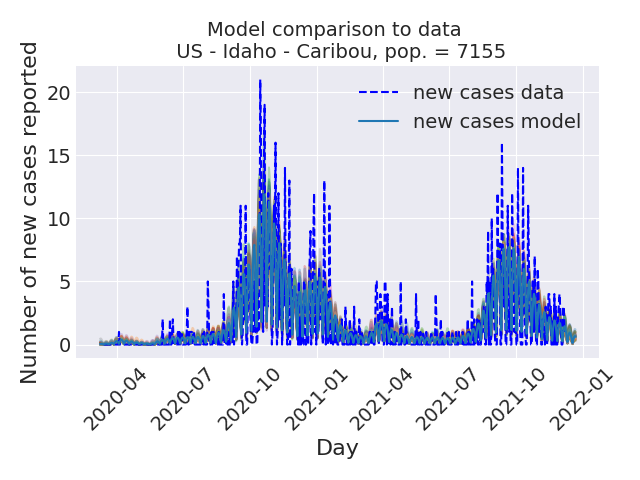 Model comparison to data
US - Idaho - Caribou, pop. = 7155
new cases data
new cases model
Number of new cases reported
20
15
10
5
0
2020-04
2020-07
2020-10
2021-01
2021-04
2021-07
2021-10
2022-01
Day